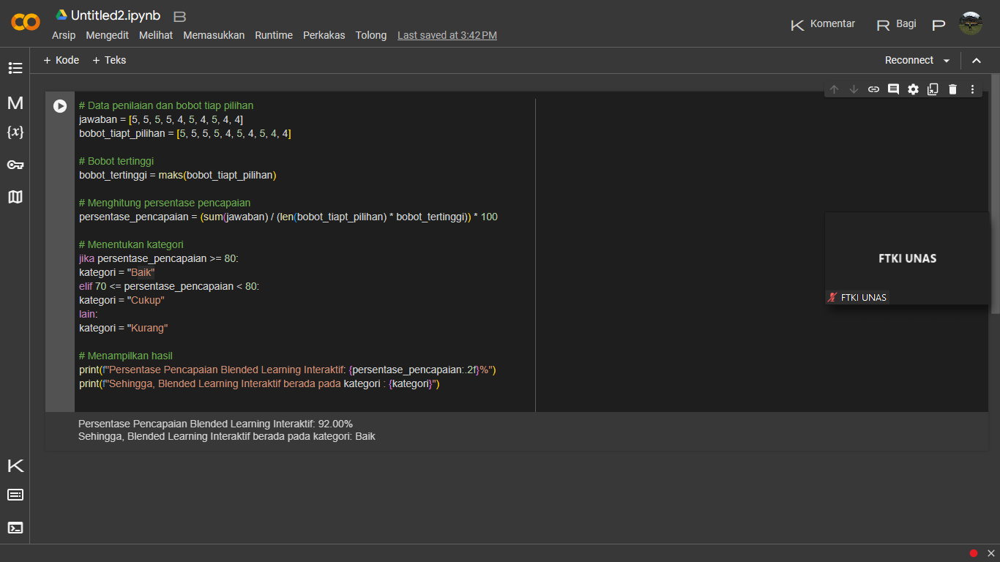 Untitled2.ipynb B
Arsip Mengedit Melihat Memasukkan Runtime Perkakas Tolong Last saved at 3:42 PM
K Komentar R Bagi P
+ Kode + Teks
Reconnect
M
{x}
# Data penilaian dan bobot tiap pilihan
jawaban = [5, 5, 5, 5, 4, 5, 4, 5, 4, 4]
bobot_tiapt_pilihan = [5, 5, 5, 5, 4, 5, 4, 5, 4, 4]
# Bobot tertinggi
bobot_tertinggi = maks(bobot_tiapt_pilihan)
# Menghitung persentase pencapaian
persentase_pencapaian = (sum(jawaban) / (len(bobot_tiapt_pilihan) * bobot_tertinggi)) * 100
# Menentukan kategori
jika persentase_pencapaian >= 80:
kategori = "Baik"
elif 70 <= persentase_pencapaian < 80:
kategori = "Cukup"
lain:
kategori = "Kurang"
# Menampilkan hasil
print(f"Persentase Pencapaian Blended Learning Interaktif: {persentase_pencapaian:.2f}%")
print(f"Sehingga, Blended Learning Interaktif berada pada kategori : {kategori}")
Persentase Pencapaian Blended Learning Interaktif: 92.00%
Sehingga, Blended Learning Interaktif berada pada kategori: Baik
FTKI UNAS
FTKI UNAS
K